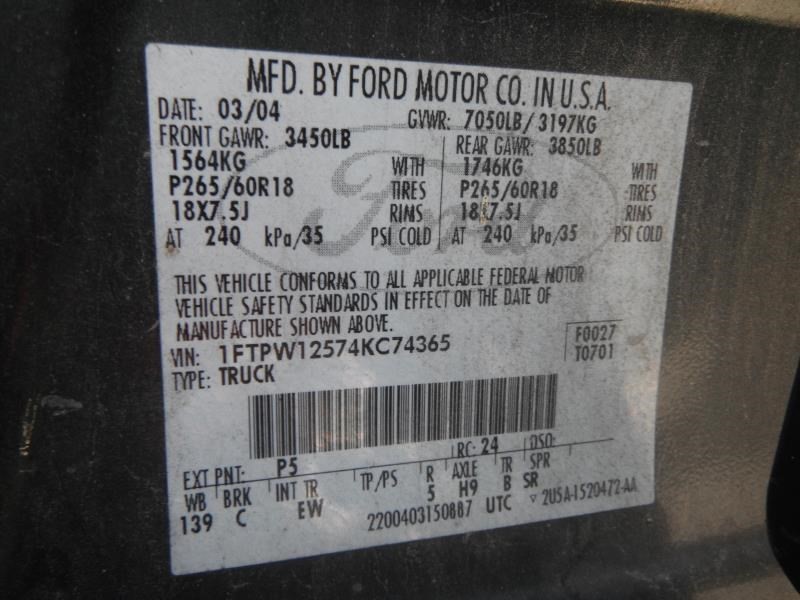 MFD. BY FORD MOTOR CO. IN U.S.A.
DATE: 03/04 GVWR: 7050LB/ 3197KG
FRONT GAWR: 3450LB REAR GAWR: 3850LB
1564KG WITH 1746KG WITH
P265/60R18 TIRES P265/60R18 TIRES
18X7.5J RIMS 18X7.5J RIMS
AT 240 kPa/35 PSI COLD AT 240 kPa/35 PSI COLD
Ford
THIS VEHICLE CONFORMS TO ALL APPLICABLE FEDERAL MOTOR
VEHICLE SAFETY STANDARDS IN EFFECT ON THE DATE OF
MANUFACTURE SHOWN ABOVE.
VIN: 1FTPW12574KC74365 F0027
TYPE: TRUCK T0701
EXT PNT: P5 RC: 24 DSO:
WB BRK INT TR TP/PS R AXLE TR SPR
139 C EW 5 H9 B SR
2200403150887 UTC ▽ 2U5A-1520472-AA